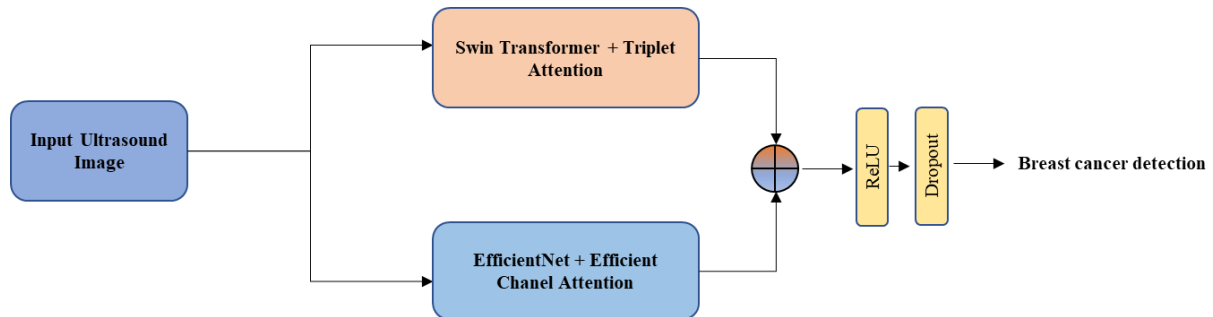 Input Ultrasound
Image
Swin Transformer + Triplet
Attention
EfficientNet + Efficient
Chanel Attention
ReLU
Dropout
Breast cancer detection